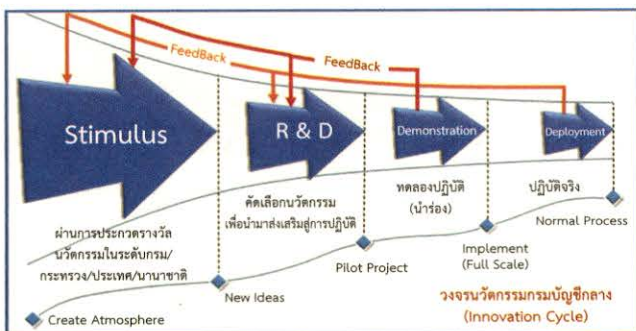 FeedBack
FeedBack
Stimulus
R & D
Demonstration
Deployment
ผ่านการประกวดรางวัล
นวัตกรรมในระดับกรม/
กระทรวง/ประเทศ/นานาชาติ
คัดเลือกนวัตกรรม
เพื่อนำมาส่งเสริมสู่การปฏิบัติ
ทดลองปฏิบัติ
(นำร่อง)
ปฏิบัติจริง
Create Atmosphere
New Ideas
Pilot Project
Implement
(Full Scale)
Normal Process
วงจรนวัตกรรมกรมบัญชีกลาง
(Innovation Cycle)